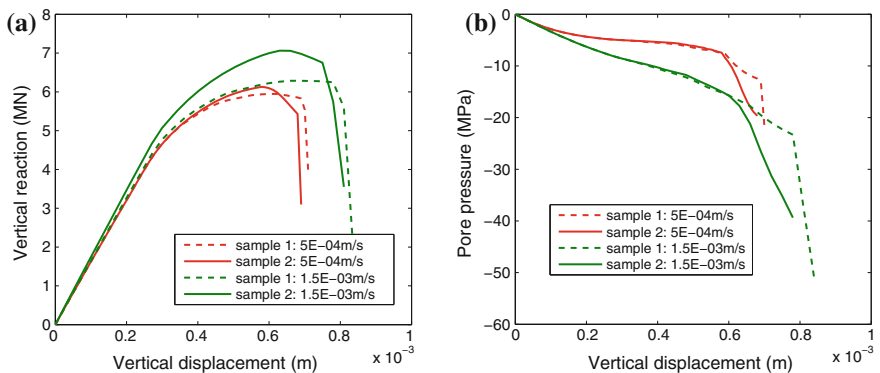 (a)
8
7
6
5
4
3
2
1
0
Vertical reaction (MN)
sample 1: 5E−04m/s
sample 2: 5E−04m/s
sample 1: 1.5E−03m/s
sample 2: 1.5E−03m/s
0 0.2 0.4 0.6 0.8 1
x 10⁻³
Vertical displacement (m)
(b)
0
−10
−20
−30
−40
−50
−60
Pore pressure (MPa)
sample 1: 5E−04m/s
sample 2: 5E−04m/s
sample 1: 1.5E−03m/s
sample 2: 1.5E−03m/s
0 0.2 0.4 0.6 0.8 1
x 10⁻³
Vertical displacement (m)